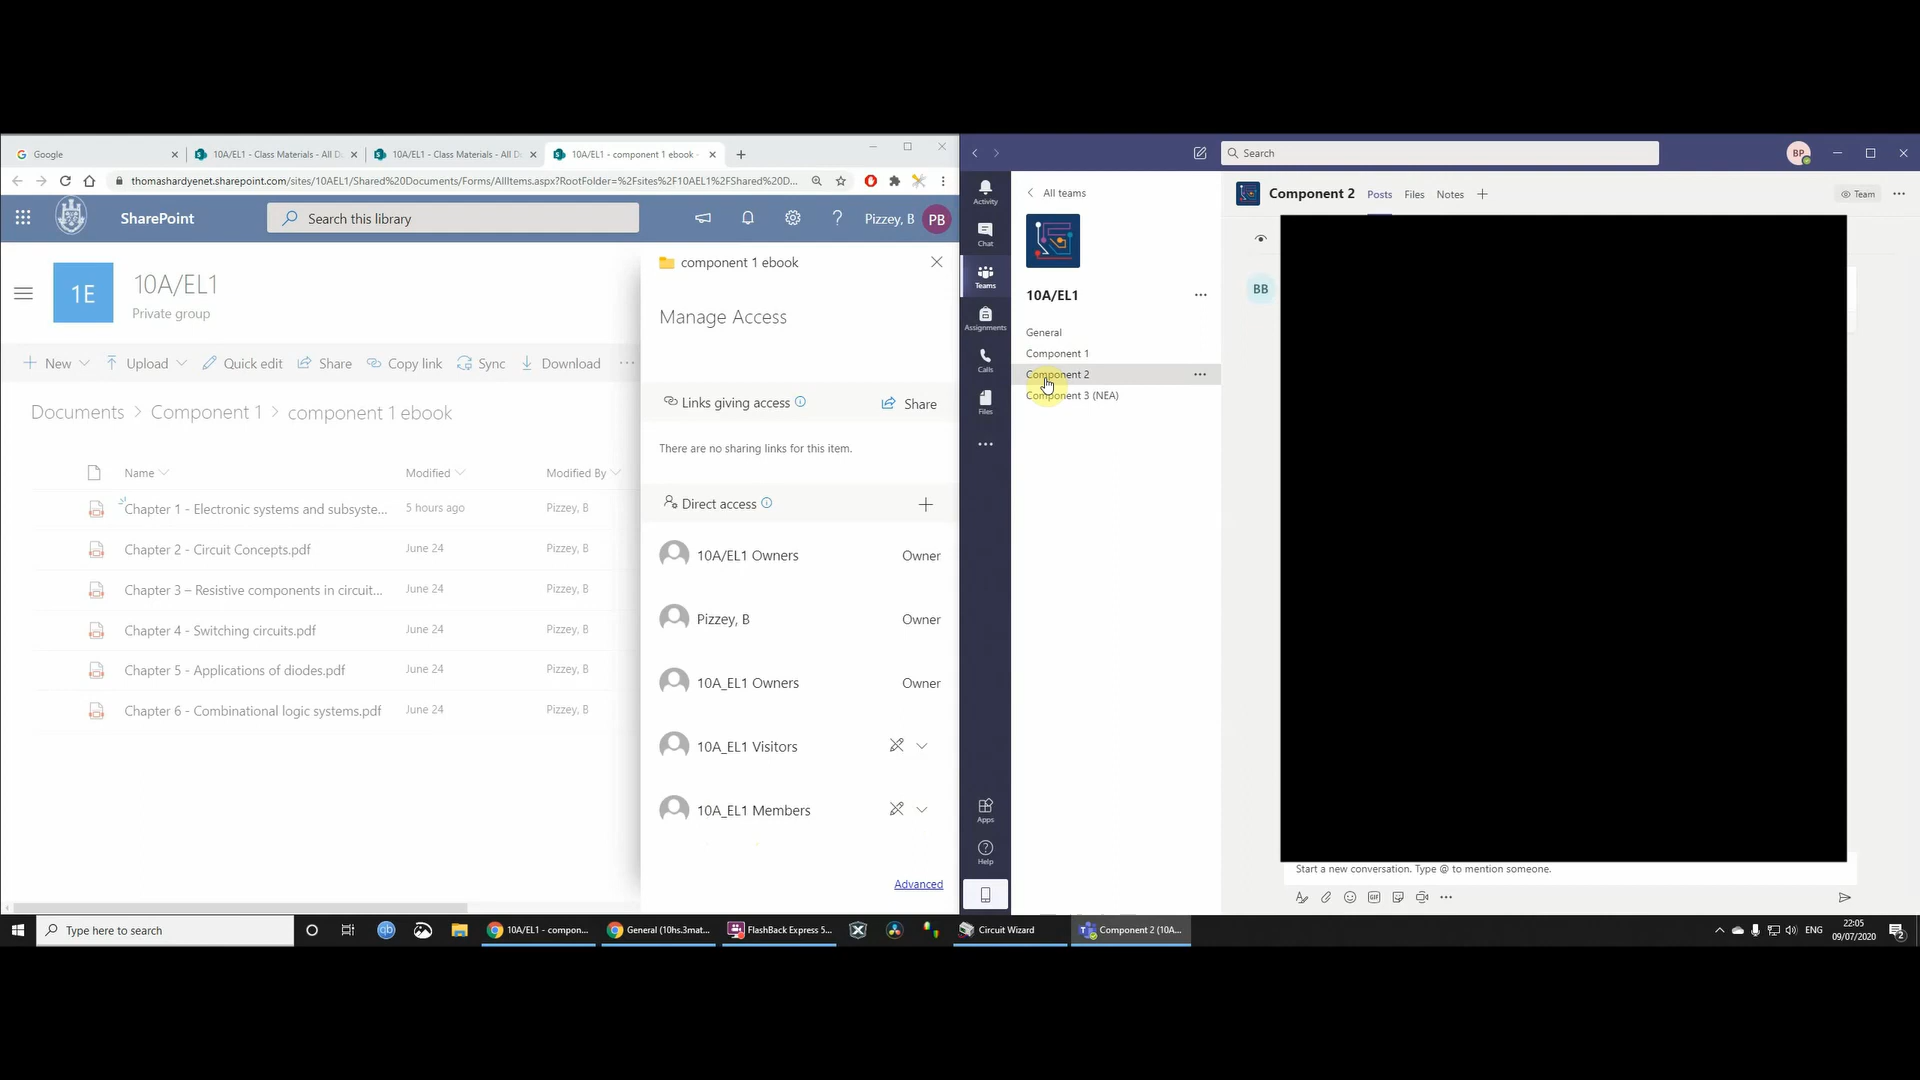 Google
10A/EL1 - Class Materials - All D
10A/EL1 - Class Materials - All D
10A/EL1 - component 1 ebook
thomashardyenet.sharepoint.com/sites/10AEL1/Shared%20Documents/Forms/AllItems.aspx?RootFolder=%2Fsites%2F10AEL1%2FShared%20D...
SharePoint
Search this library
Pizzey, B
PB
1E
10A/EL1
Private group
New
Upload
Quick edit
Share
Copy link
Sync
Download
Documents > Component 1 > component 1 ebook
Name
Modified
Modified By
Chapter 1 - Electronic systems and subsyste...
5 hours ago
Pizzey, B
Chapter 2 - Circuit Concepts.pdf
June 24
Pizzey, B
Chapter 3 – Resistive components in circuit...
June 24
Pizzey, B
Chapter 4 - Switching circuits.pdf
June 24
Pizzey, B
Chapter 5 - Applications of diodes.pdf
June 24
Pizzey, B
Chapter 6 - Combinational logic systems.pdf
June 24
Pizzey, B
component 1 ebook
Manage Access
Links giving access
Share
There are no sharing links for this item.
Direct access
10A/EL1 Owners
Owner
Pizzey, B
Owner
10A_EL1 Owners
Owner
10A_EL1 Visitors
10A_EL1 Members
Advanced
Search
BP
Activity
Chat
Teams
Assignments
Calls
Files
Apps
Help
All teams
10A/EL1
General
Component 1
Component 2
Component 3 (NEA)
Component 2
Posts
Files
Notes
Team
BB
Start a new conversation. Type @ to mention someone.
GIF
Type here to search
qb
10A/EL1 - compon...
General (10hs.3mat...
FlashBack Express 5...
Circuit Wizard
Component 2 (10A...
ENG
22:05
09/07/2020
2